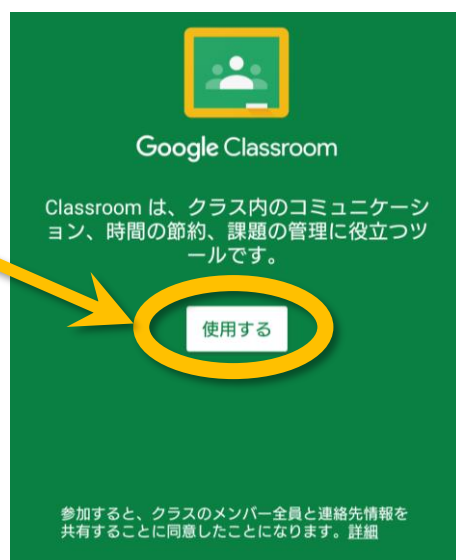 Google Classroom
Classroom は、クラス内のコミュニケーシ
ョン、時間の節約、課題の管理に役立つツ
ールです。
使用する
参加すると、クラスのメンバー全員と連絡先情報を
共有することに同意したことになります。詳細